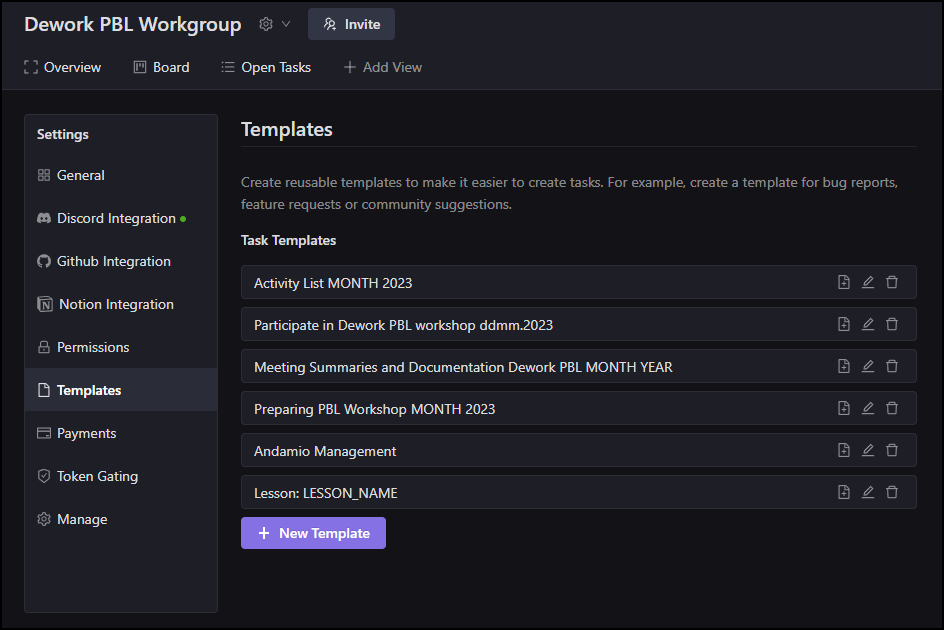 Dework PBL Workgroup
Invite
Overview
Board
Open Tasks
Add View
Settings
General
Discord Integration
Github Integration
Notion Integration
Permissions
Templates
Payments
Token Gating
Manage
Templates
Create reusable templates to make it easier to create tasks. For example, create a template for bug reports,
feature requests or community suggestions.
Task Templates
Activity List MONTH 2023
Participate in Dework PBL workshop ddmm.2023
Meeting Summaries and Documentation Dework PBL MONTH YEAR
Preparing PBL Workshop MONTH 2023
Andamio Management
Lesson: LESSON_NAME
New Template